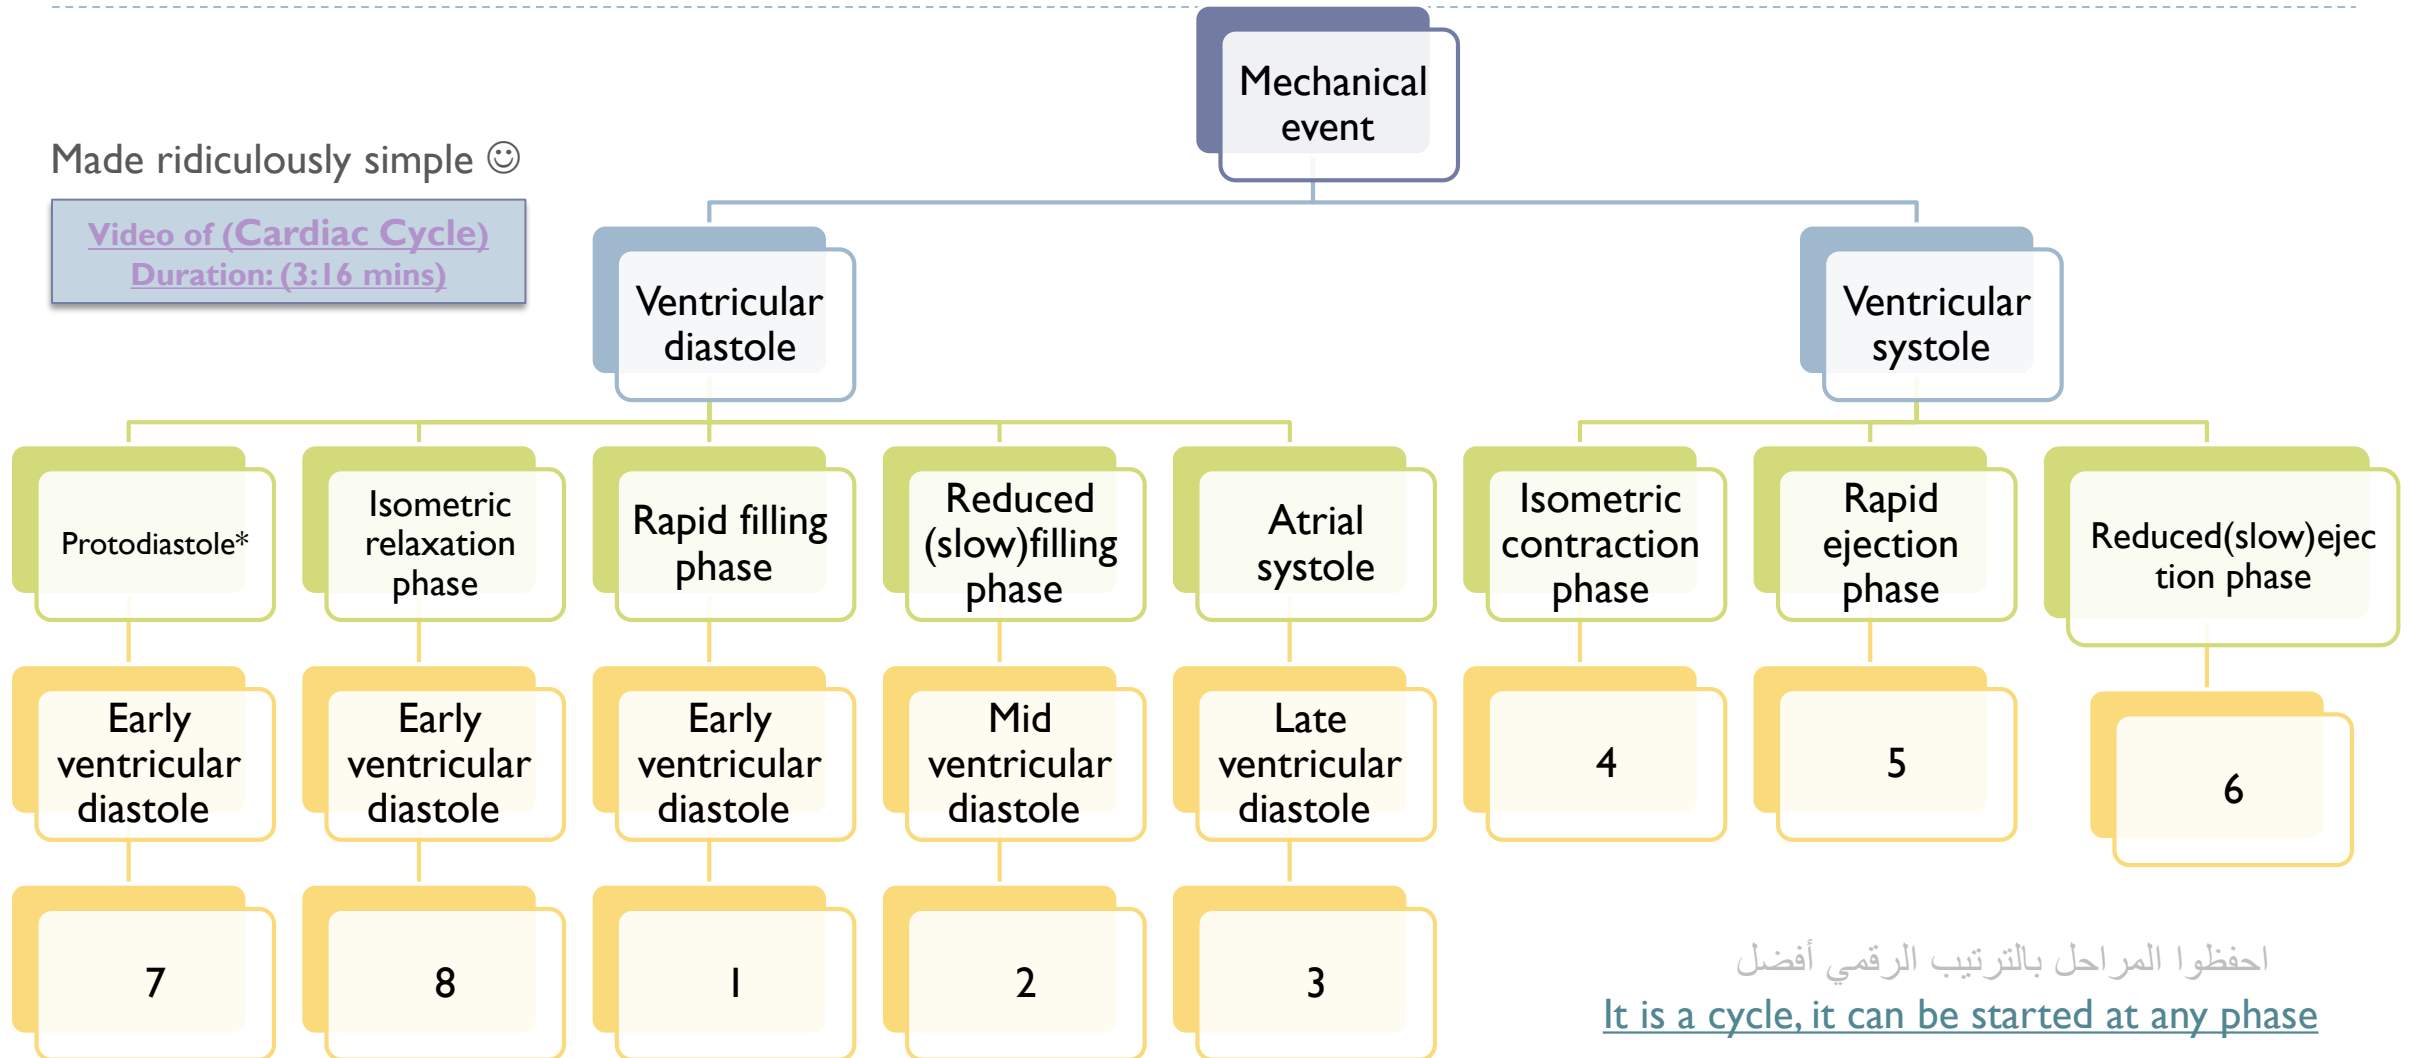 Mechanical
event
Made ridiculously simple ☺
Video of (Cardiac Cycle)
Duration: (3:16 mins)
Ventricular
diastole
Ventricular
systole
Protodiastole*
Isometric
relaxation
phase
Rapid filling
phase
Reduced
(slow)filling
phase
Atrial
systole
Isometric
contraction
phase
Rapid
ejection
phase
Reduced(slow)ejec
tion phase
Early
ventricular
diastole
Early
ventricular
diastole
Early
ventricular
diastole
Mid
ventricular
diastole
Late
ventricular
diastole
4
5
6
7
8
1
2
3
احفظوا المراحل بالترتيب الرقمي أفضل
It is a cycle, it can be started at any phase